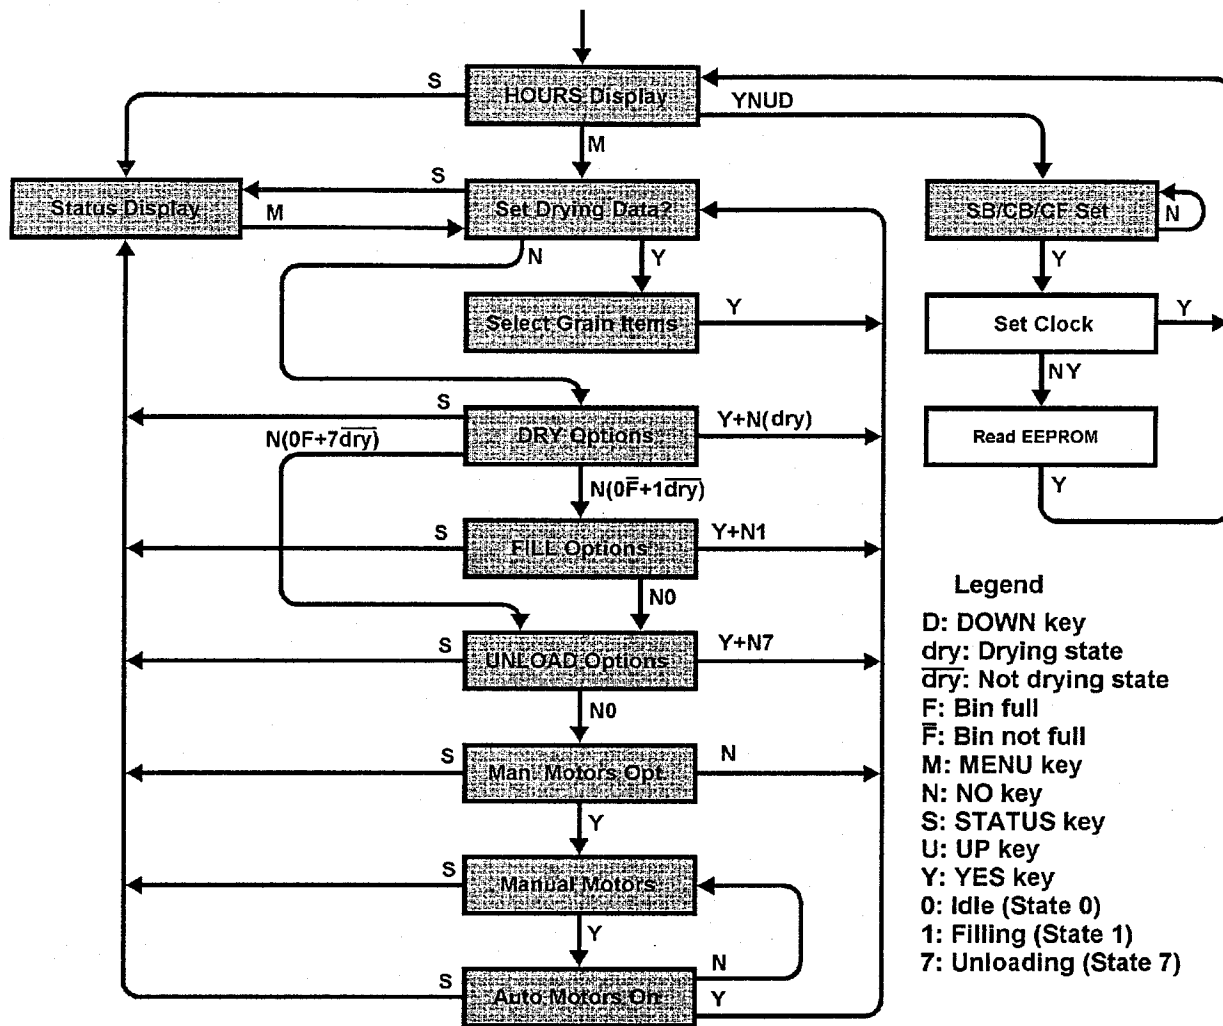 S
HOURS Display
YNUD
M
Status Display
S
M
Set Drying Data?
SB/CB/CF Set
N
N
Y
Y
Select Grain Items
Y
Set Clock
Y
NY
S
DRY Options
Y+N(dry)
Read EEPROM
N(0F+7d̅r̅y̅)
N(0F̅+1d̅r̅y̅)
Y
S
FILL Options
Y+N1
N0
S
UNLOAD Options
Y+N7
N0
S
Man. Motors Opt.
N
Y
S
Manual Motors
Y
S
Auto Motors On
N
Y
Legend
D: DOWN key
dry: Drying state
d̅r̅y̅: Not drying state
F: Bin full
F̅: Bin not full
M: MENU key
N: NO key
S: STATUS key
U: UP key
Y: YES key
0: Idle (State 0)
1: Filling (State 1)
7: Unloading (State 7)